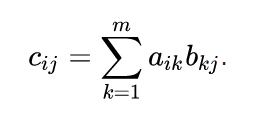 $c_{ij} = \sum_{k=1}^{m} a_{ik} b_{kj}.$